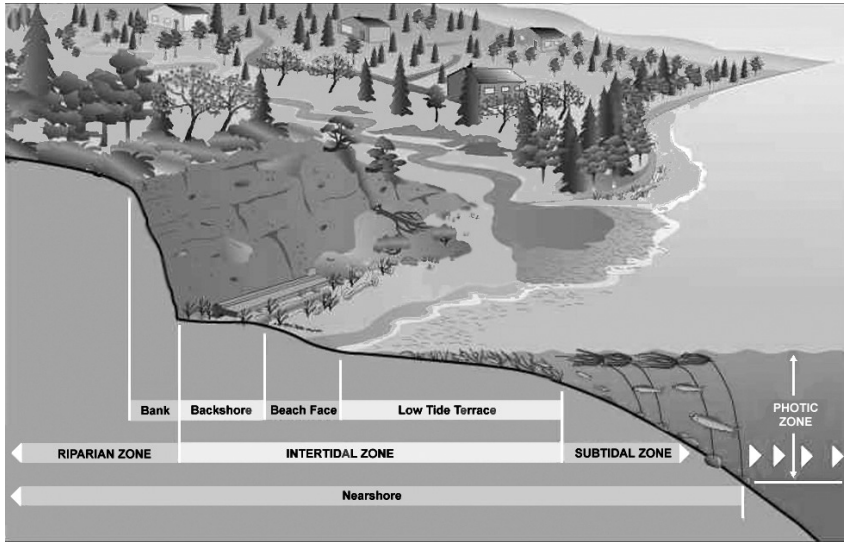 Bank
Backshore
Beach Face
Low Tide Terrace
PHOTIC
ZONE
RIPARIAN ZONE
INTERTIDAL ZONE
SUBTIDAL ZONE
Nearshore